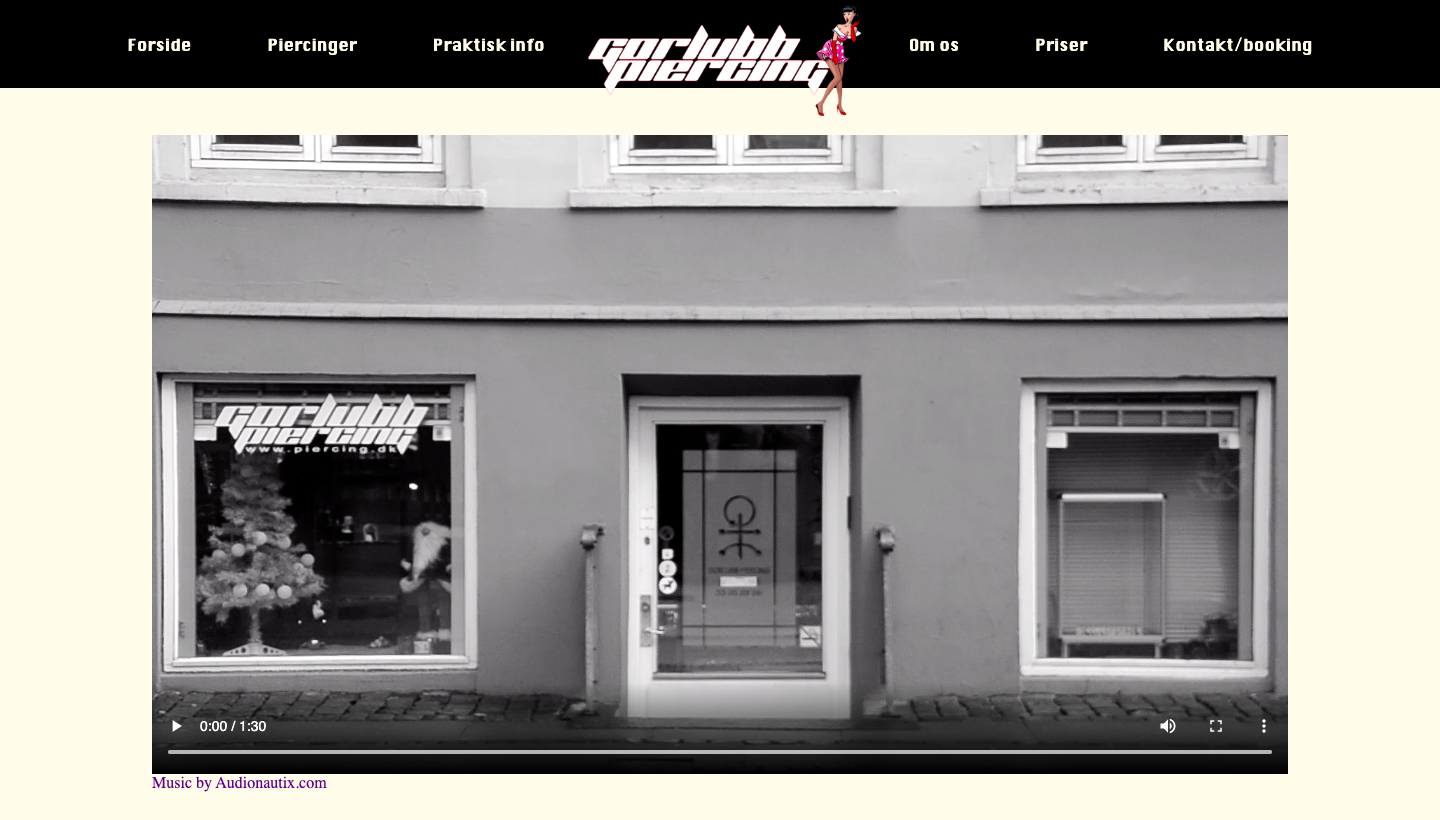 Forside
Piercinger
Praktisk info
gorlubb
piercing
Om os
Priser
Kontakt/booking
gorlubb
piercing
www.piercing.dk
0:00 / 1:30
Music by Audionautix.com